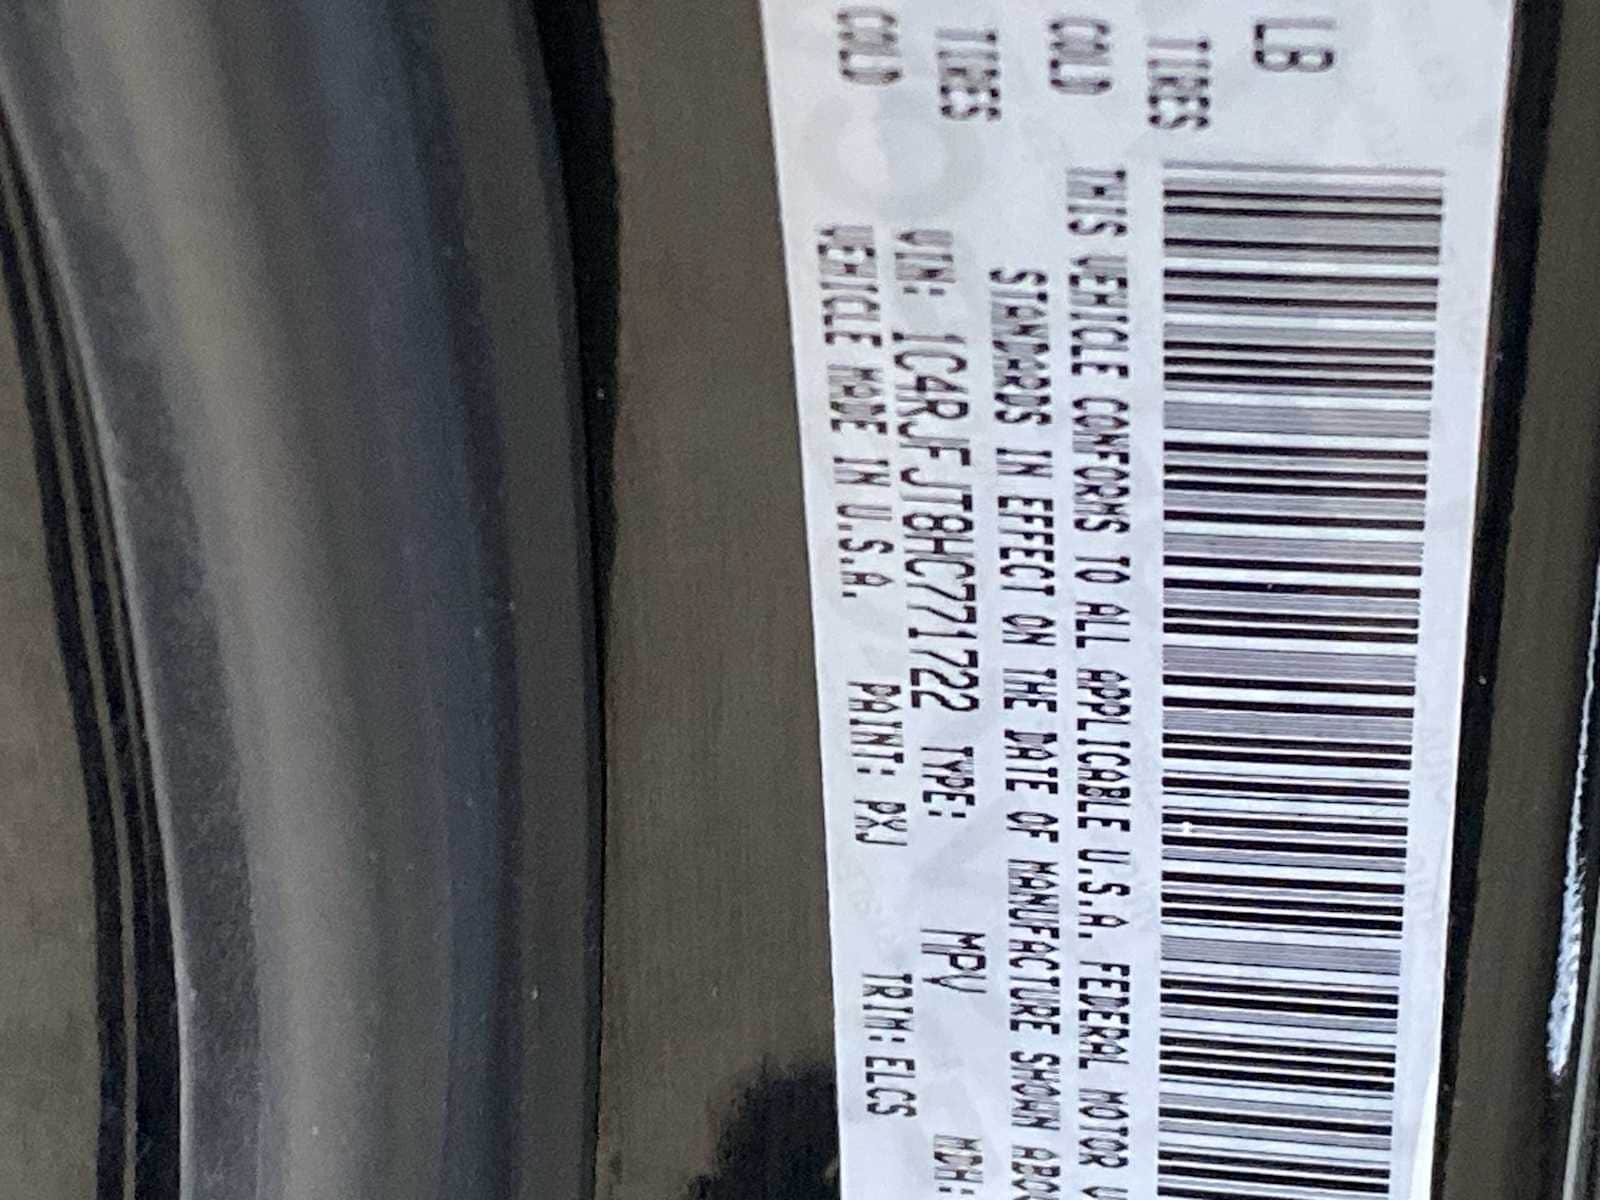 LB
TIRES
COLD
TIRES
COLD
THIS VEHICLE CONFORMS TO ALL APPLICABLE U.S.A. FEDERAL MOTOR
STANDARDS IN EFFECT ON THE DATE OF MANUFACTURE SHOWN
VIN: 1C4RJFJT8HC771722 TYPE: MPV MDH:
VEHICLE MADE IN U.S.A. PAINT: PXJ TRIM: ELCS